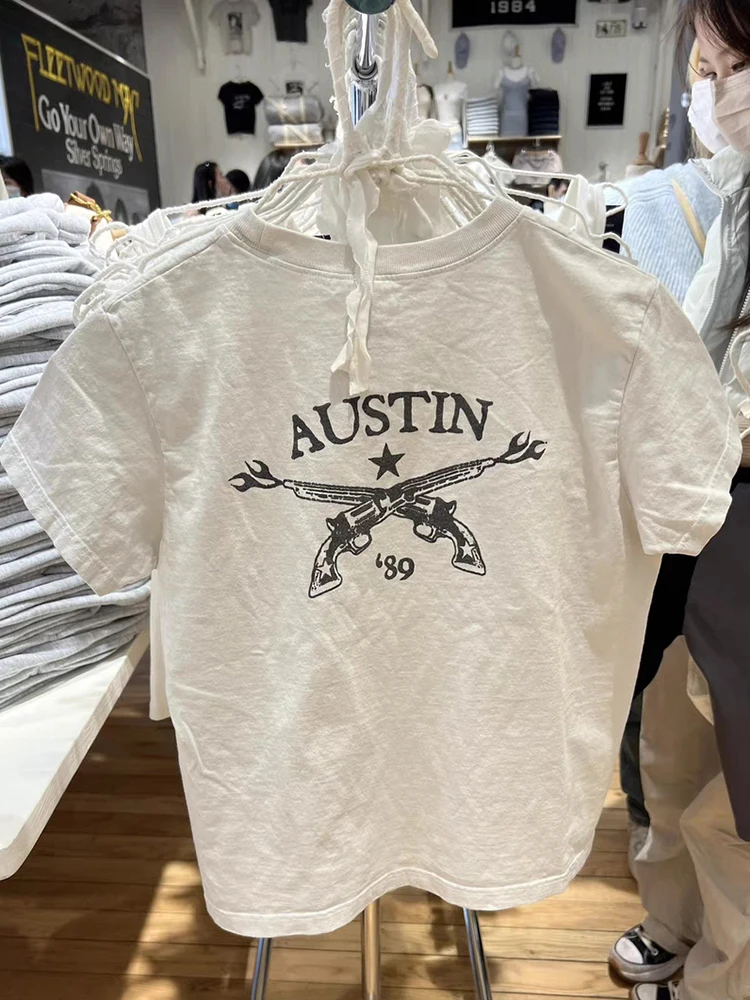 1984
FLEETWOOD MAC
Go Your Own Way
Silver Springs
AUSTIN
'89